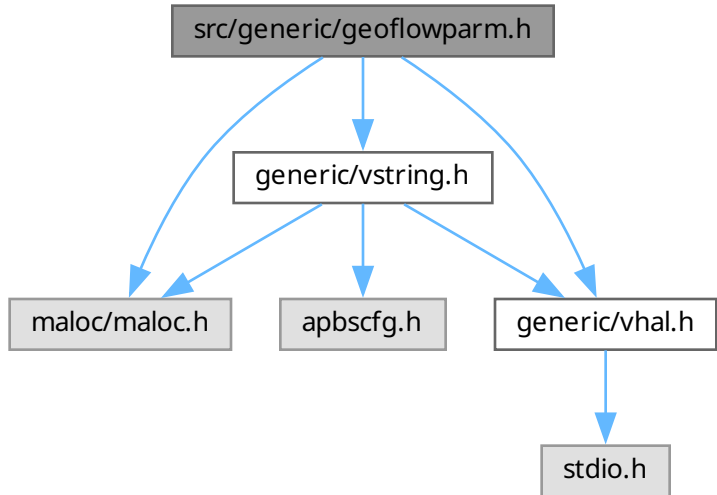 src/generic/geoflowparm.h
generic/vstring.h
maloc/maloc.h
apbscfg.h
generic/vhal.h
stdio.h